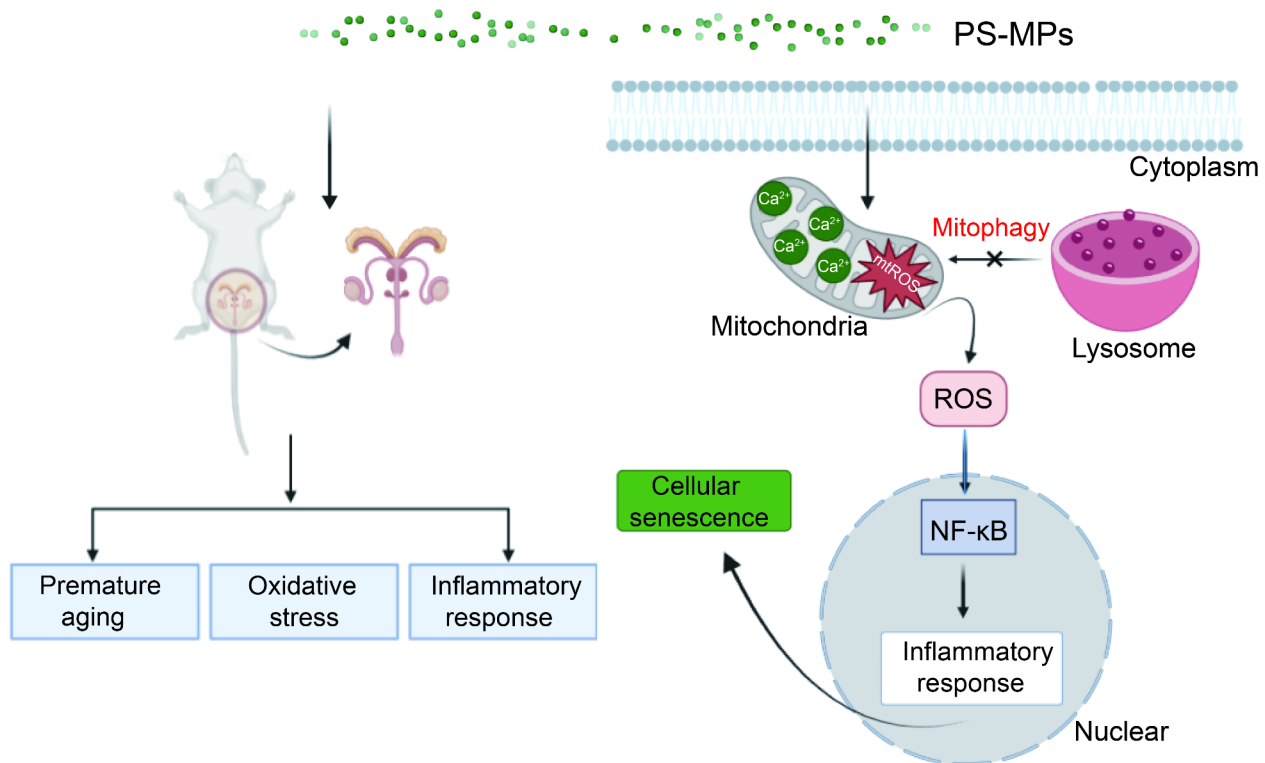 PS-MPs
Cytoplasm
Ca²⁺
Ca²⁺
Ca²⁺
Ca²⁺
mtROS
Mitophagy
Mitochondria
Lysosome
ROS
Cellular
senescence
NF-κB
Premature
aging
Oxidative
stress
Inflammatory
response
Inflammatory
response
Nuclear